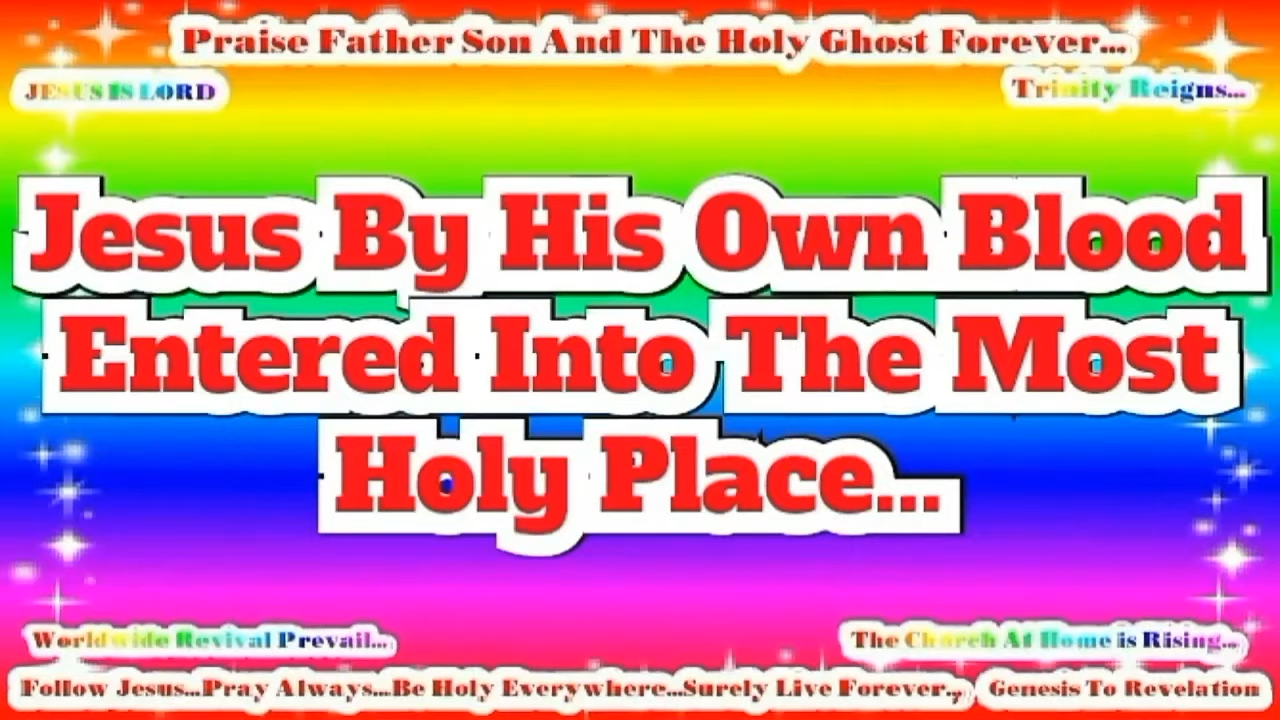 Praise Father Son And The Holy Ghost Forever...
JESUS IS LORD
Trinity Reigns...
Jesus By His Own Blood
Entered Into The Most
Holy Place...
Worldwide Revival Prevail...
The Church At Home is Rising...
Follow Jesus...Pray Always...Be Holy Everywhere...Surely Live Forever.., Genesis To Revelation